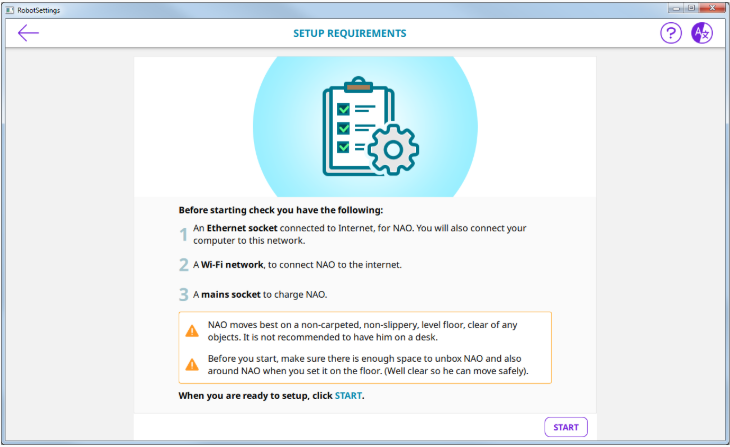 RobotSettings
SETUP REQUIREMENTS
?
Before starting check you have the following:
1 An Ethernet socket connected to Internet, for NAO. You will also connect your
computer to this network.
2 A Wi-Fi network, to connect NAO to the internet.
3 A mains socket to charge NAO.
NAO moves best on a non-carpeted, non-slippery, level floor, clear of any
objects. It is not recommended to have him on a desk.
Before you start, make sure there is enough space to unbox NAO and also
around NAO when you set it on the floor. (Well clear so he can move safely).
When you are ready to setup, click START.
START